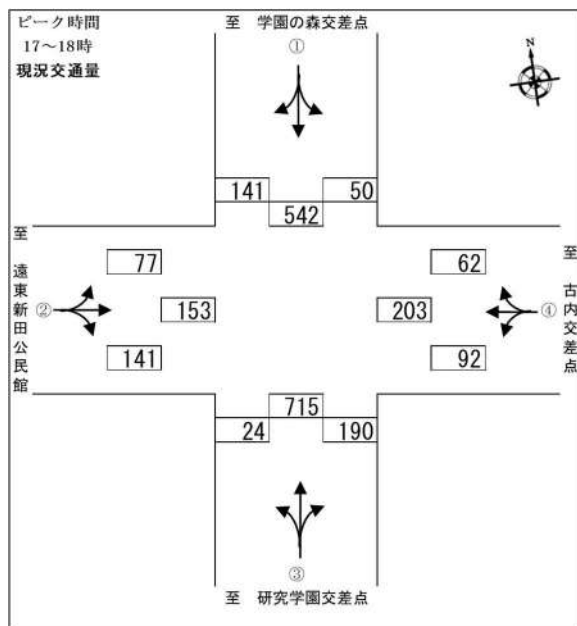 ピーク時間
17～18時
現況交通量
至 学園の森交差点
①
N
141
50
542
至 遠東新田公民館
②
77
153
141
62
203
92
④
至 古内交差点
715
24
190
③
至 研究学園交差点